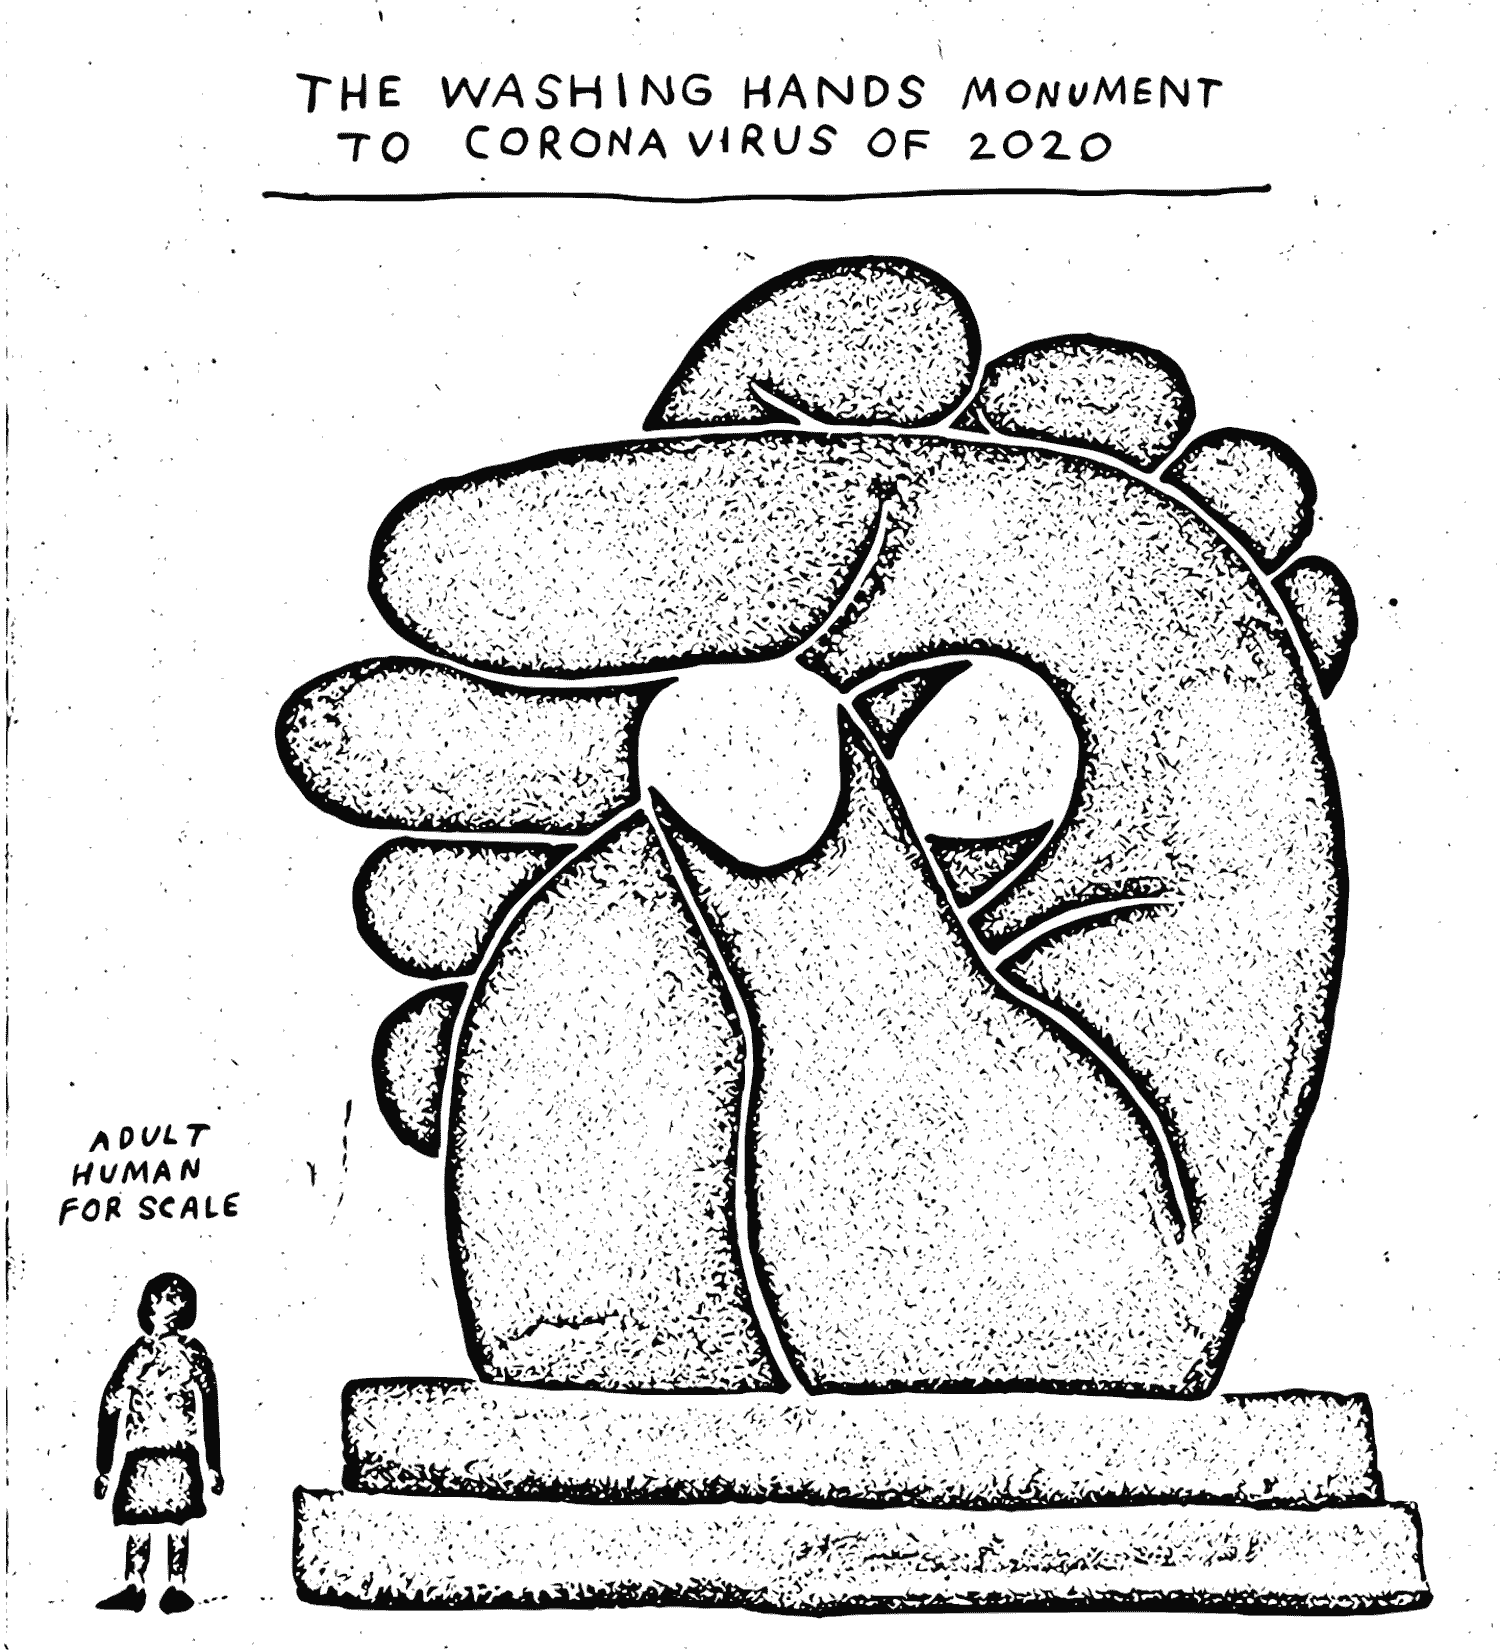 THE WASHING HANDS MONUMENT
TO CORONA VIRUS OF 2020
ADULT
HUMAN
FOR SCALE